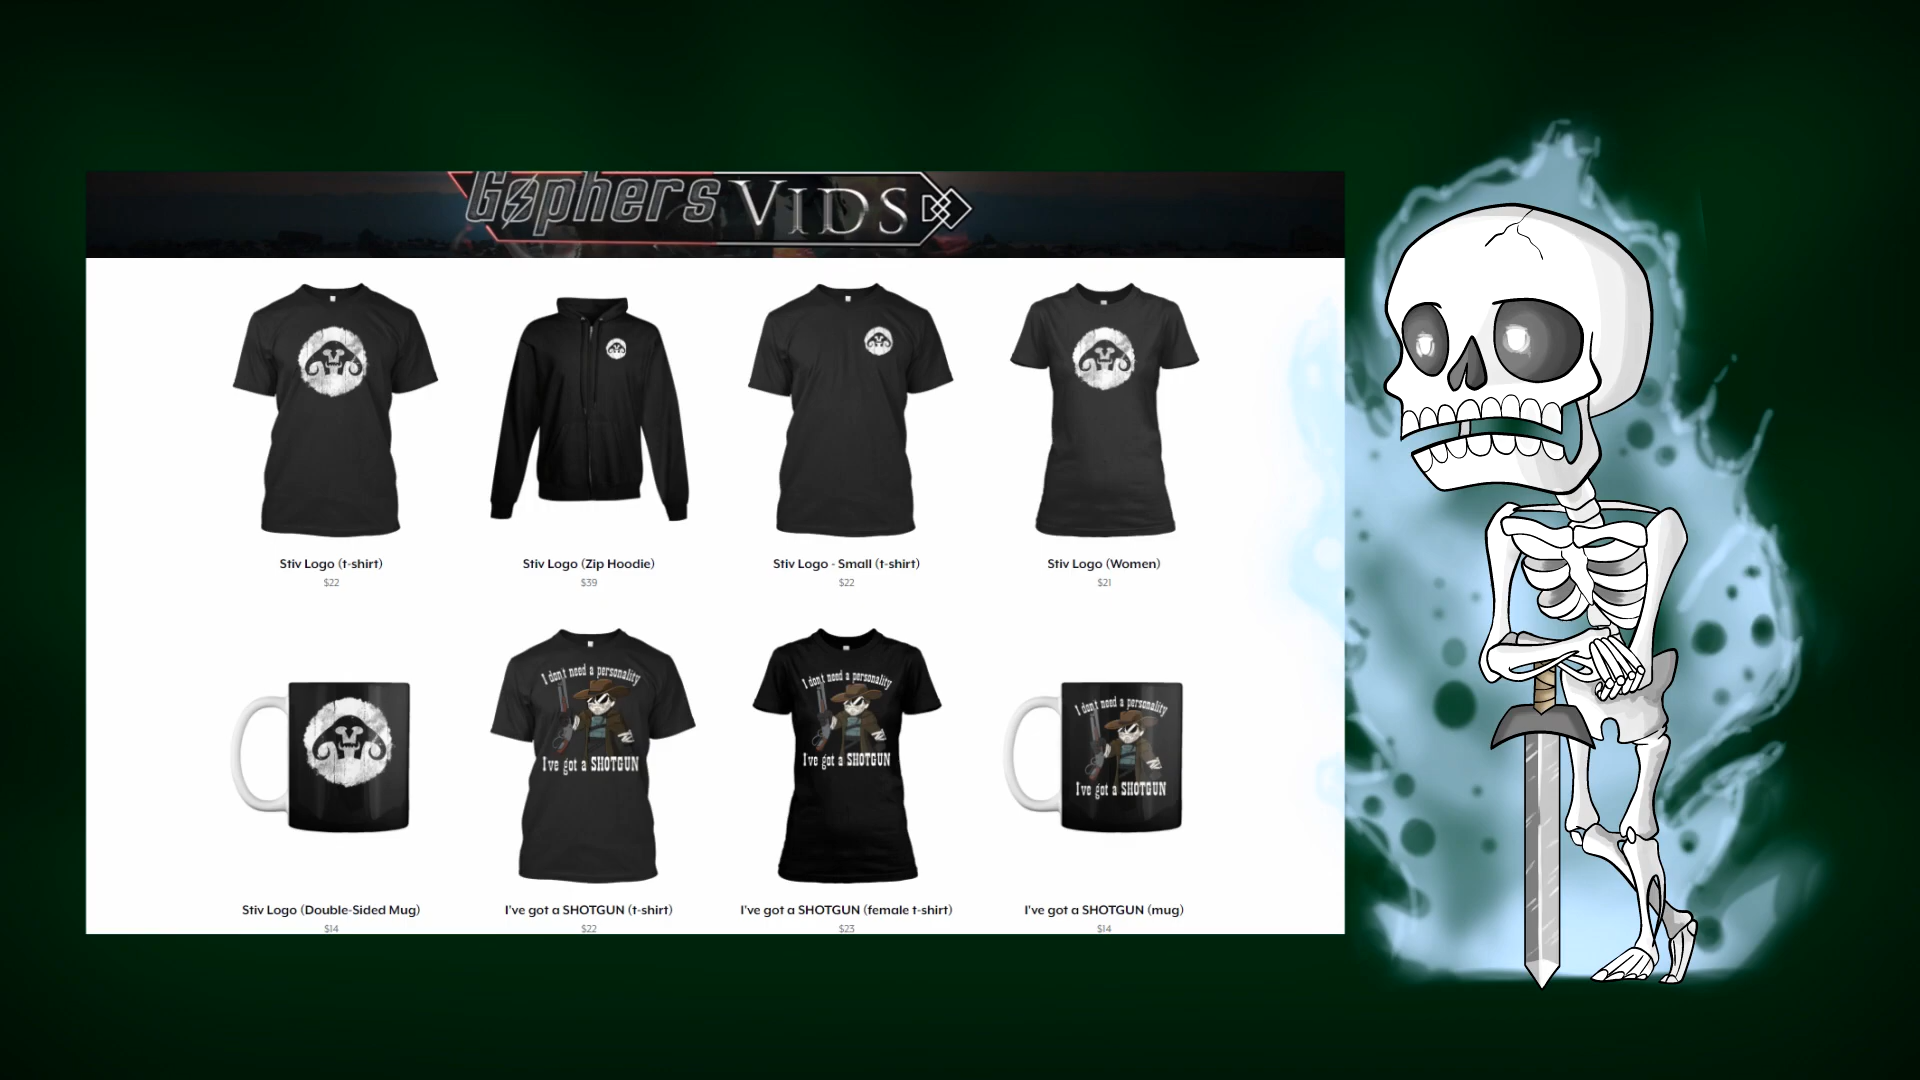 Gøphers VIDS
Stiv Logo (t-shirt)
$22
Stiv Logo (Zip Hoodie)
$39
Stiv Logo - Small (t-shirt)
$22
Stiv Logo (Women)
$21
I don't need a personality
I've got a SHOTGUN
I don't need a personality
I've got a SHOTGUN
I don't need a personality
I've got a SHOTGUN
Stiv Logo (Double-Sided Mug)
$14
I've got a SHOTGUN (t-shirt)
$22
I've got a SHOTGUN (female t-shirt)
$23
I've got a SHOTGUN (mug)
$14